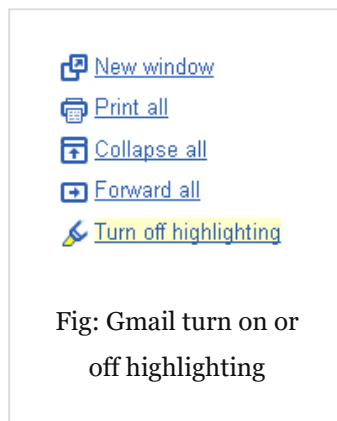 New window
Print all
Collapse all
Forward all
Turn off highlighting
Fig: Gmail turn on or
off highlighting